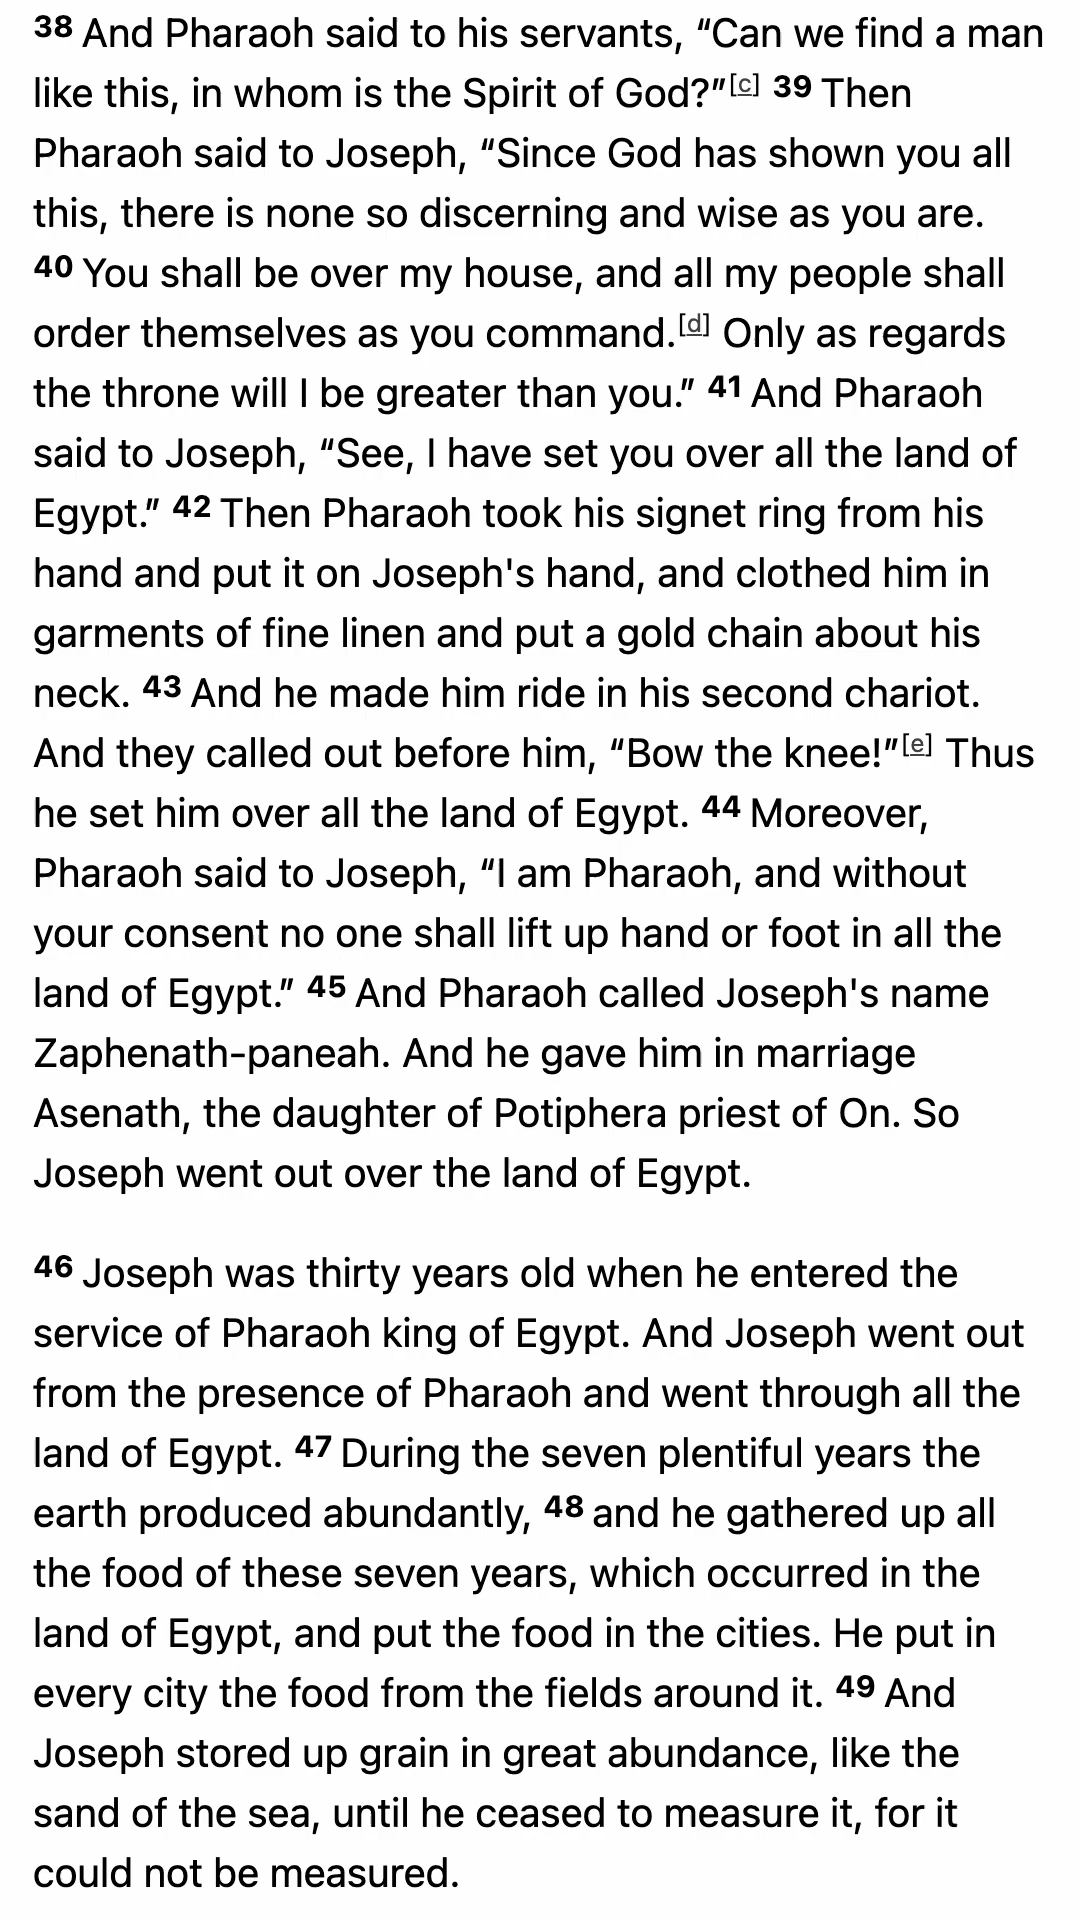 38 And Pharaoh said to his servants, “Can we find a man
like this, in whom is the Spirit of God?”[c] 39 Then
Pharaoh said to Joseph, “Since God has shown you all
this, there is none so discerning and wise as you are.
40 You shall be over my house, and all my people shall
order themselves as you command.[d] Only as regards
the throne will I be greater than you.” 41 And Pharaoh
said to Joseph, “See, I have set you over all the land of
Egypt.” 42 Then Pharaoh took his signet ring from his
hand and put it on Joseph's hand, and clothed him in
garments of fine linen and put a gold chain about his
neck. 43 And he made him ride in his second chariot.
And they called out before him, “Bow the knee!”[e] Thus
he set him over all the land of Egypt. 44 Moreover,
Pharaoh said to Joseph, “I am Pharaoh, and without
your consent no one shall lift up hand or foot in all the
land of Egypt.” 45 And Pharaoh called Joseph's name
Zaphenath-paneah. And he gave him in marriage
Asenath, the daughter of Potiphera priest of On. So
Joseph went out over the land of Egypt.
46 Joseph was thirty years old when he entered the
service of Pharaoh king of Egypt. And Joseph went out
from the presence of Pharaoh and went through all the
land of Egypt. 47 During the seven plentiful years the
earth produced abundantly, 48 and he gathered up all
the food of these seven years, which occurred in the
land of Egypt, and put the food in the cities. He put in
every city the food from the fields around it. 49 And
Joseph stored up grain in great abundance, like the
sand of the sea, until he ceased to measure it, for it
could not be measured.